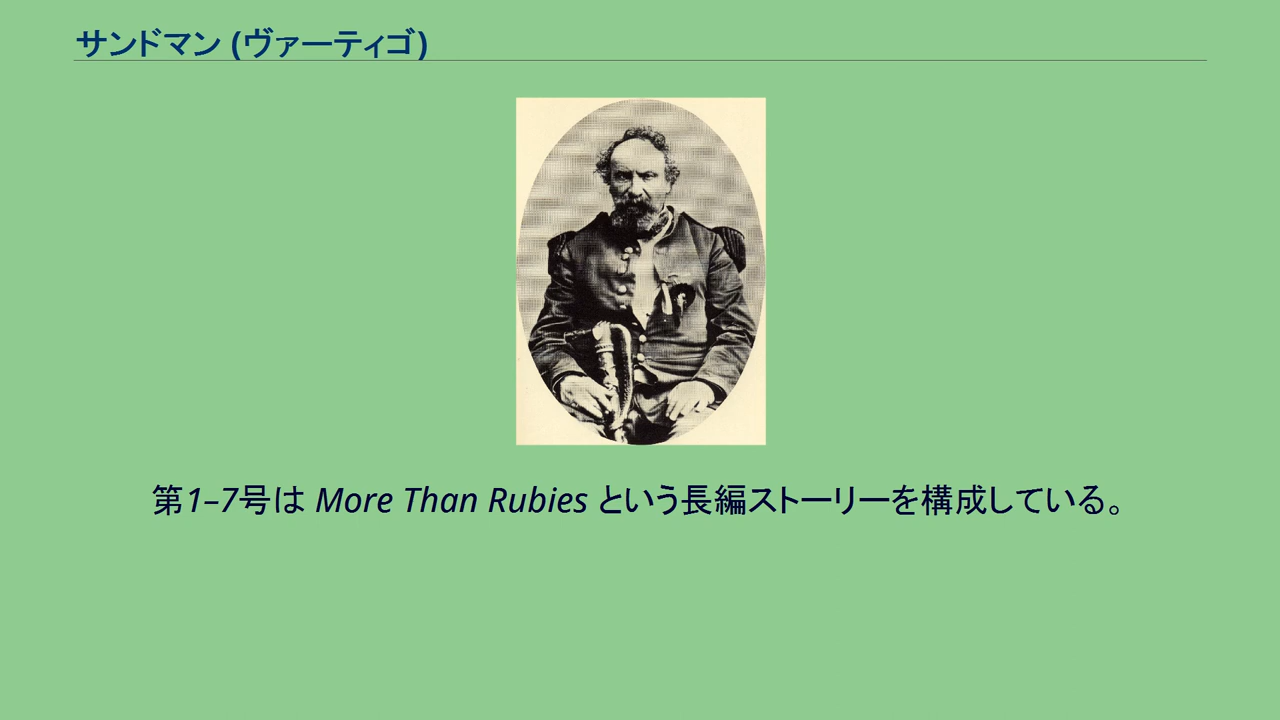 サンドマン (ヴァーティゴ)
第1–7号は More Than Rubies という長編ストーリーを構成している。